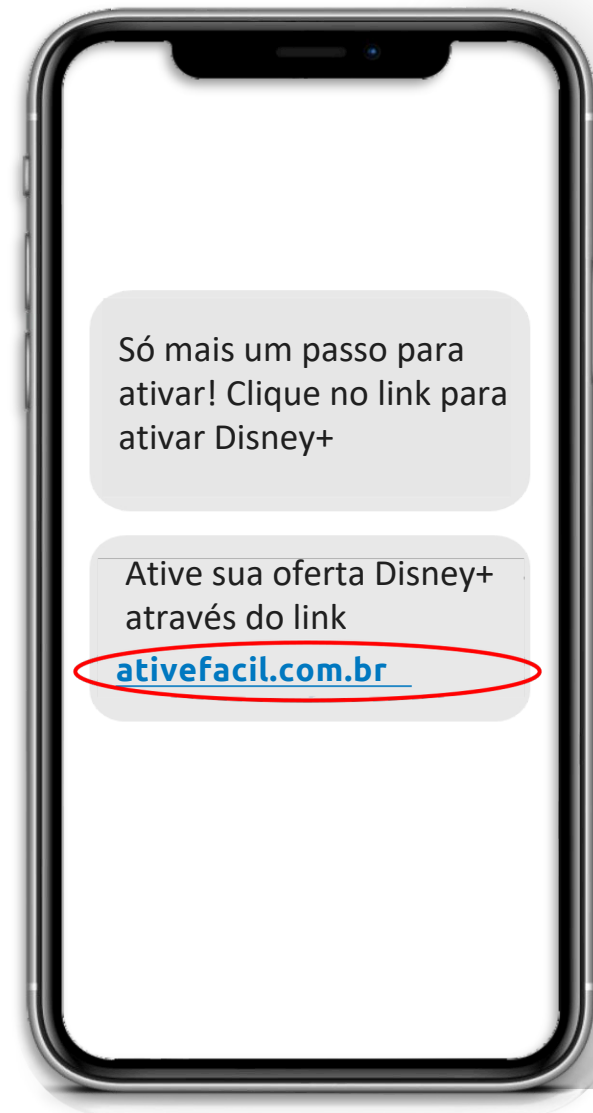 Só mais um passo para
ativar! Clique no link para
ativar Disney+
Ative sua oferta Disney+
através do link
ativefacil.com.br